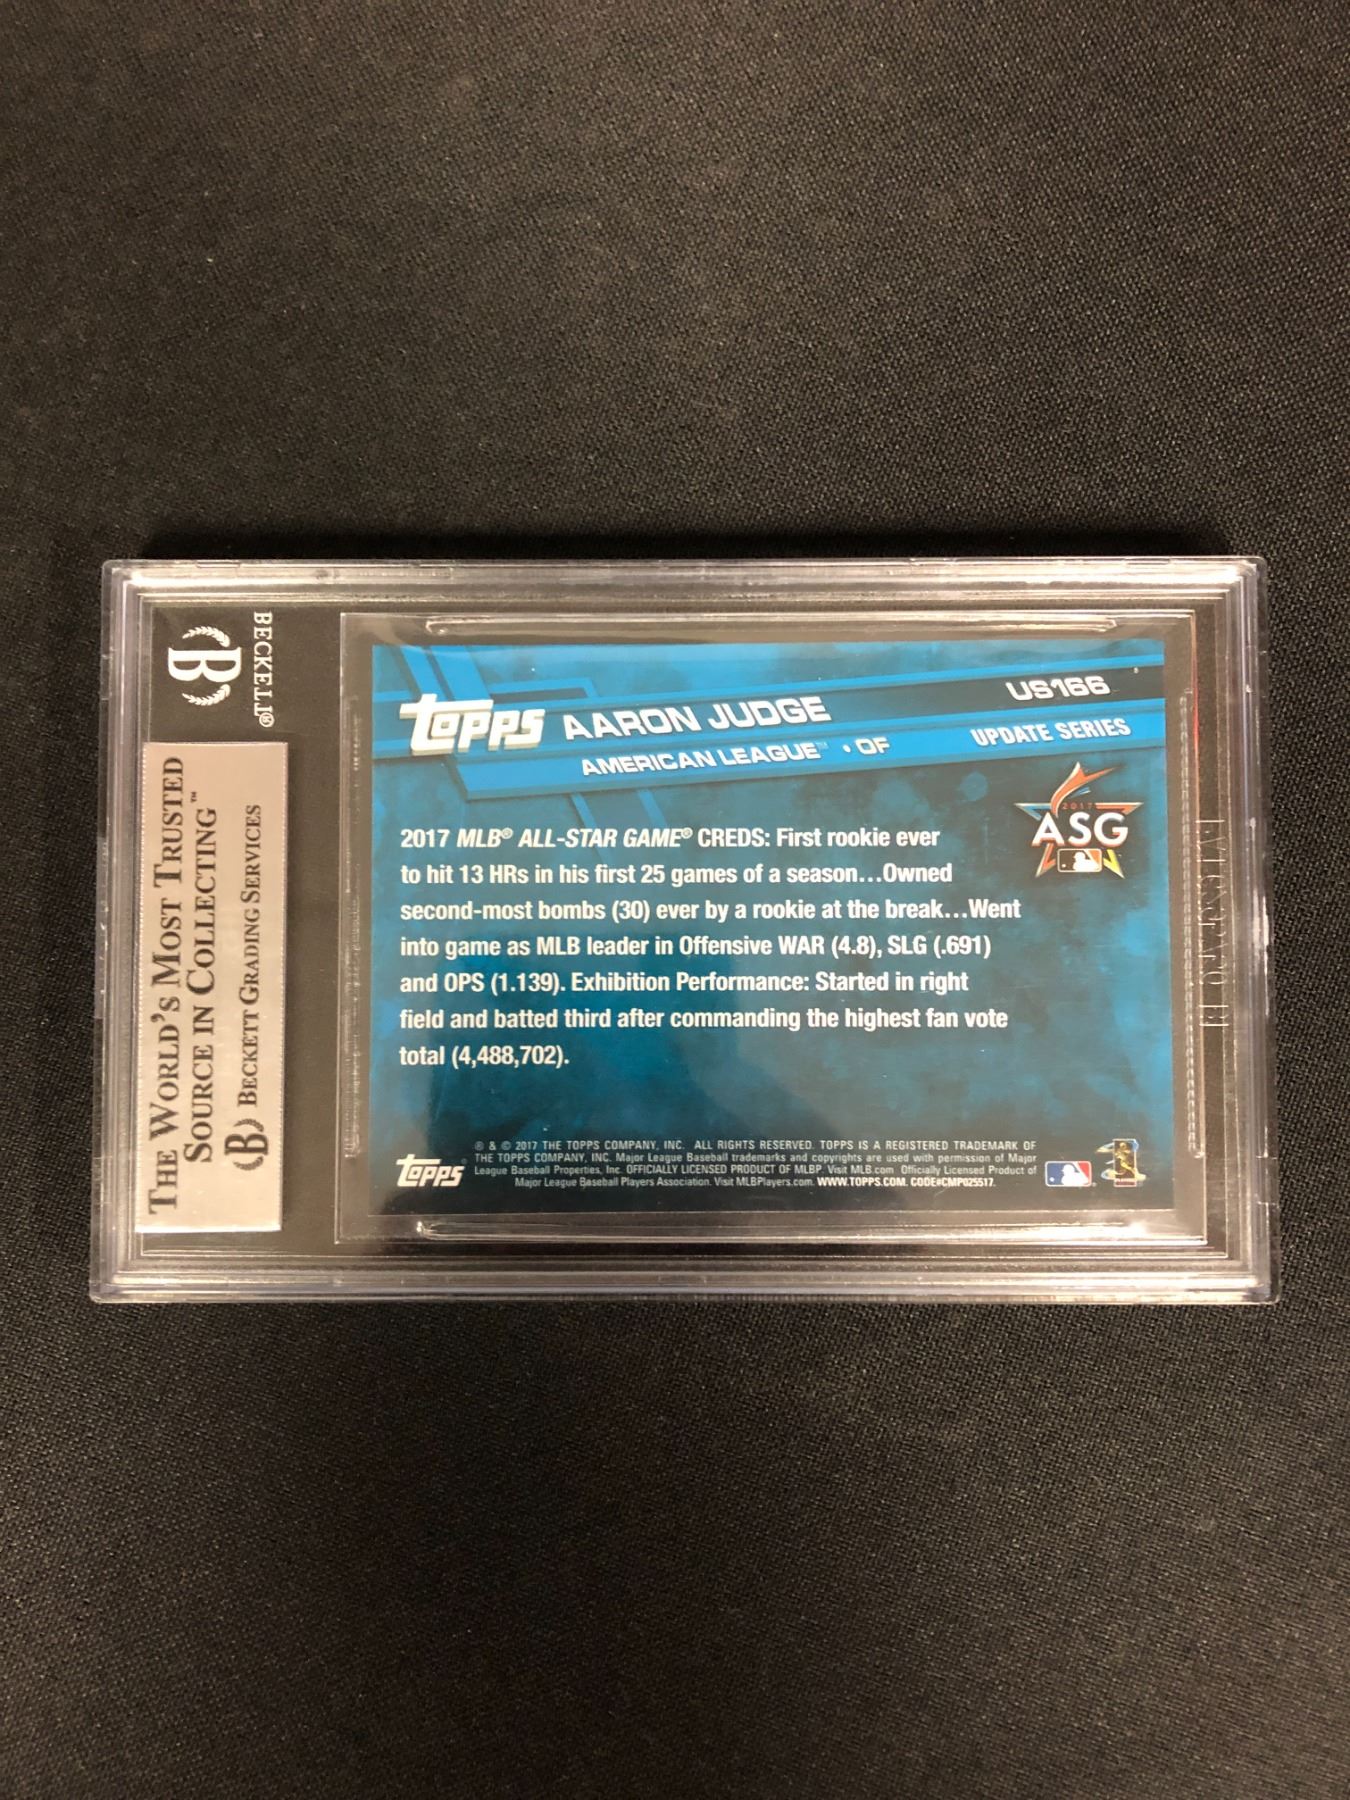 BECKETT®
B
THE WORLD'S MOST TRUSTED
SOURCE IN COLLECTING™
B BECKETT GRADING SERVICES
topps AARON JUDGE
US166
AMERICAN LEAGUE™ • OF
UPDATE SERIES
2017
ASG
2017 MLB® ALL-STAR GAME® CREDS: First rookie ever
to hit 13 HRs in his first 25 games of a season...Owned
second-most bombs (30) ever by a rookie at the break...Went
into game as MLB leader in Offensive WAR (4.8), SLG (.691)
and OPS (1.139). Exhibition Performance: Started in right
field and batted third after commanding the highest fan vote
total (4,488,702).
topps®
® & © 2017 THE TOPPS COMPANY, INC. ALL RIGHTS RESERVED. TOPPS IS A REGISTERED TRADEMARK OF
THE TOPPS COMPANY, INC. Major League Baseball trademarks and copyrights are used with permission of Major
League Baseball Properties, Inc. OFFICIALLY LICENSED PRODUCT OF MLBP. Visit MLB.com Officially Licensed Product of
Major League Baseball Players Association. Visit MLBPlayers.com. WWW.TOPPS.COM. CODE#CMP025517.